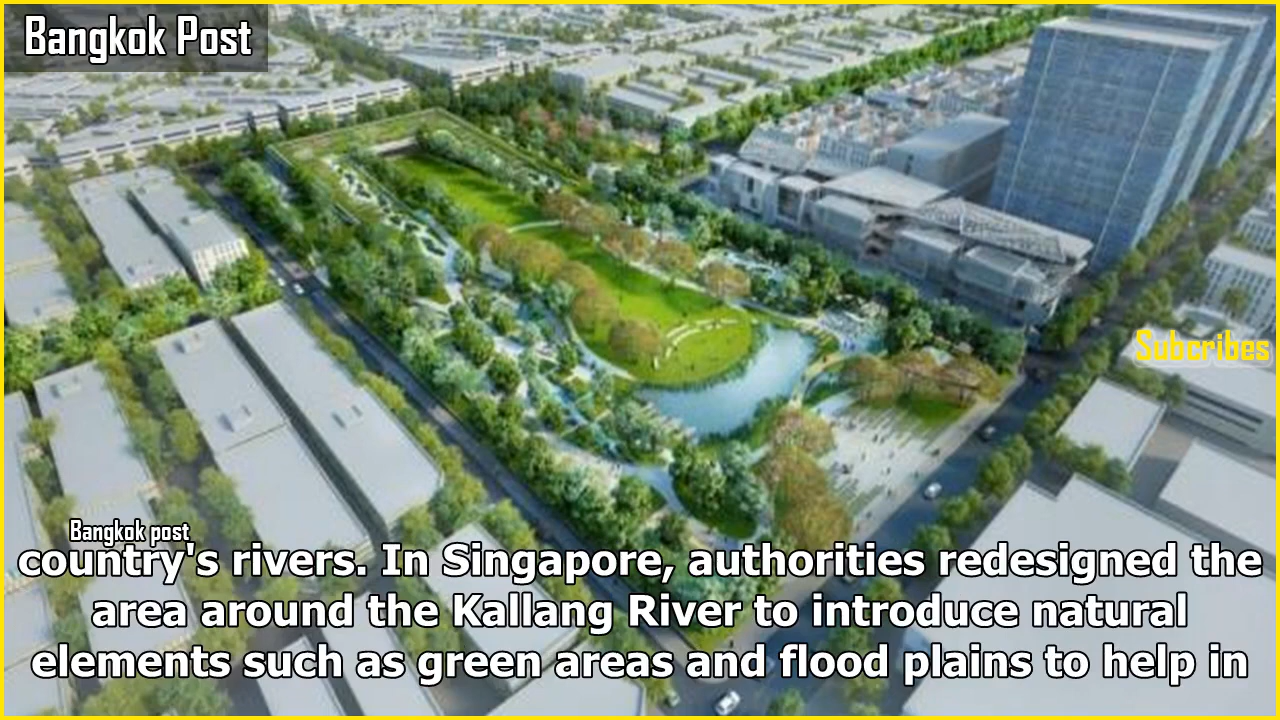 Bangkok Post
Subcribes
Bangkok post
country's rivers. In Singapore, authorities redesigned the
area around the Kallang River to introduce natural
elements such as green areas and flood plains to help in